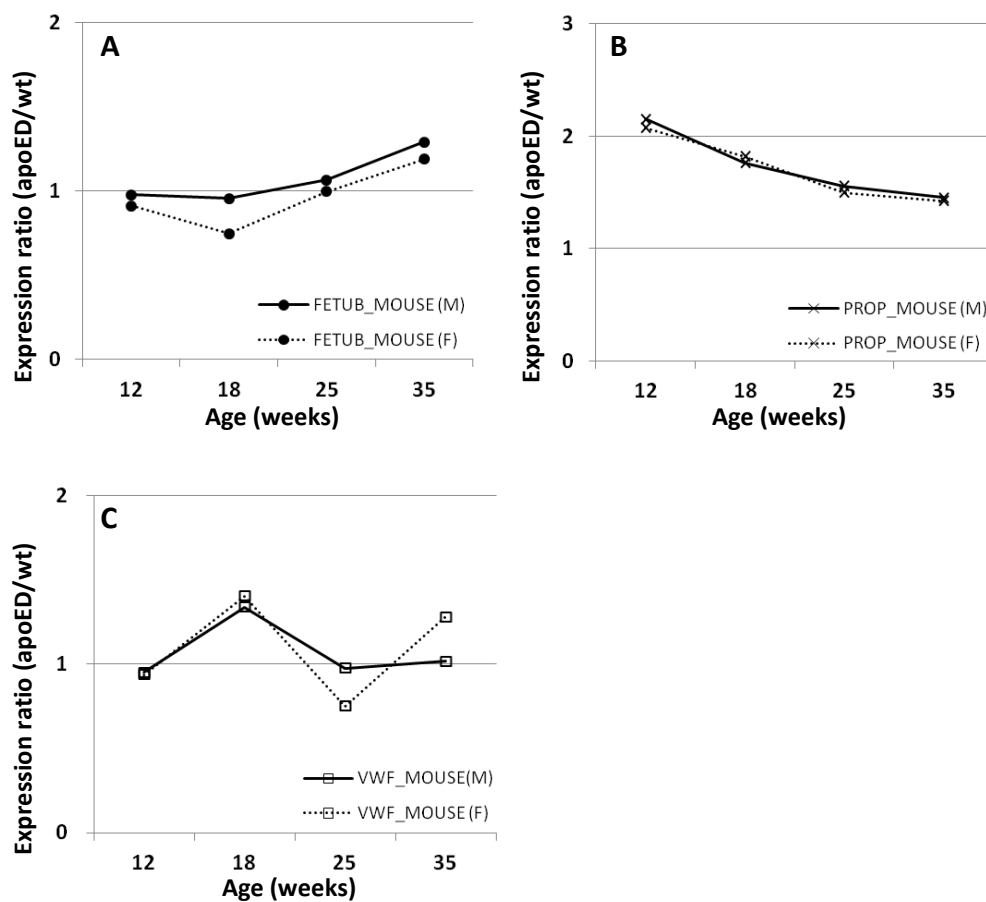 A
Expression ratio (apoED/wt)
2
1
0
FETUB_MOUSE (M)
FETUB_MOUSE (F)
12 18 25 35
Age (weeks)
B
Expression ratio (apoED/wt)
3
2
1
0
PROP_MOUSE (M)
PROP_MOUSE (F)
12 18 25 35
Age (weeks)
C
Expression ratio (apoED/wt)
2
1
0
VWF_MOUSE(M)
VWF_MOUSE (F)
12 18 25 35
Age (weeks)